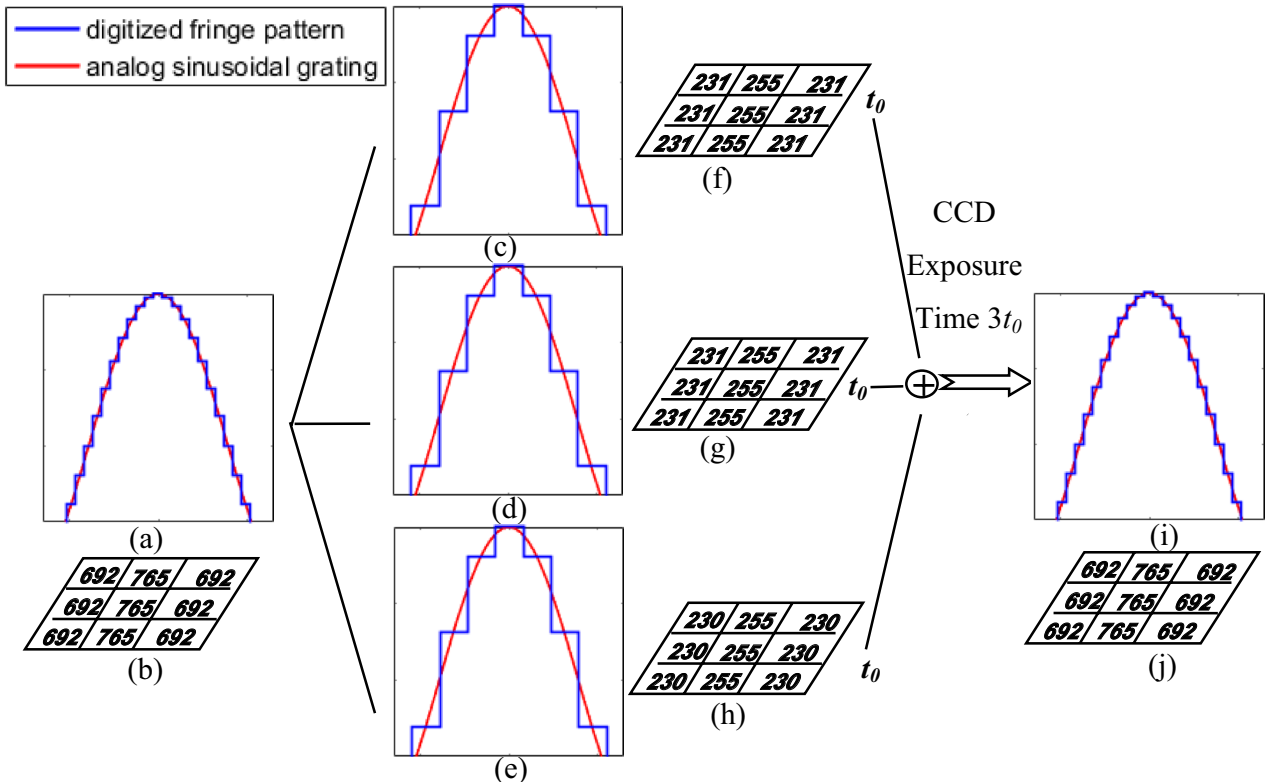 digitized fringe pattern
analog sinusoidal grating
(a)
692 765 692
692 765 692
692 765 692
(b)
(c)
(d)
(e)
231 255 231
231 255 231
231 255 231
t₀
(f)
231 255 231
231 255 231
231 255 231
t₀
(g)
230 255 230
230 255 230
230 255 230
t₀
(h)
CCD
Exposure
Time 3t₀
(i)
692 765 692
692 765 692
692 765 692
(j)